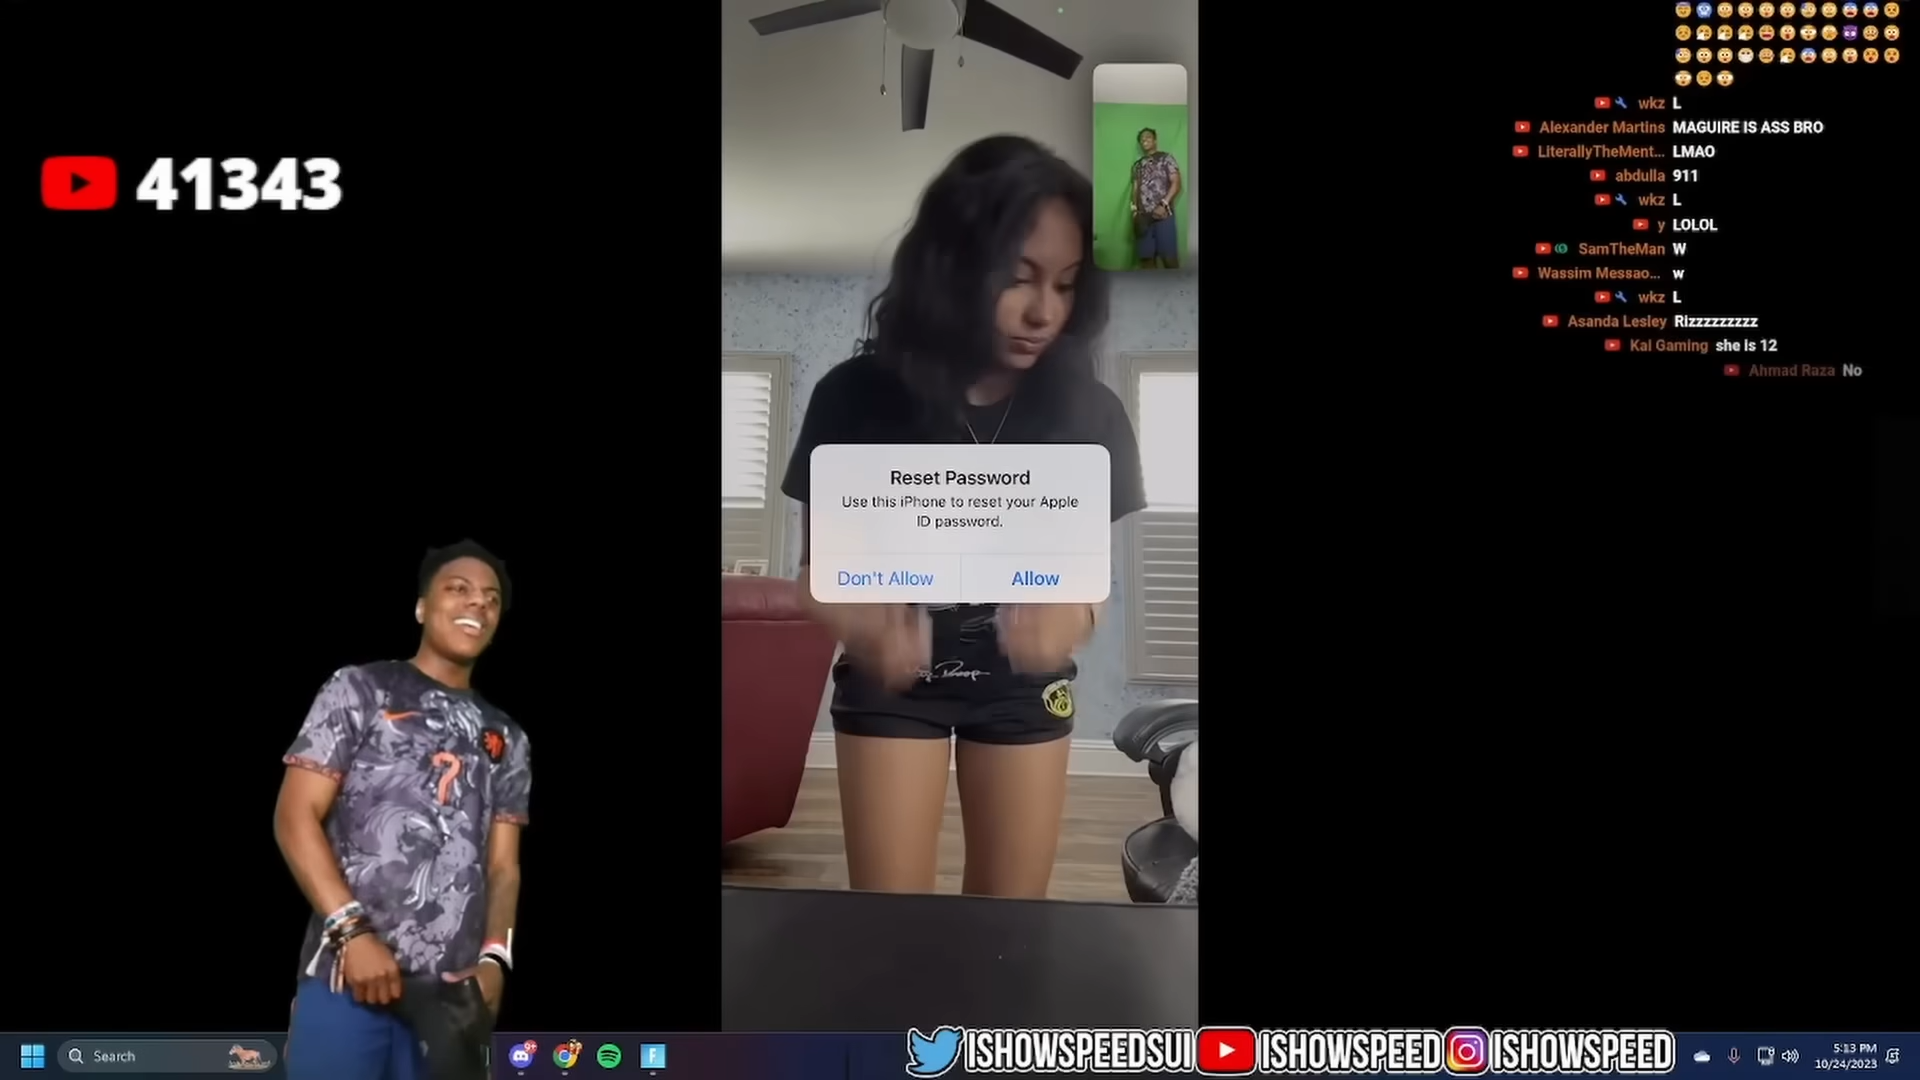 41343
wkz L
Alexander Martins MAGUIRE IS ASS BRO
LiterallyTheMent... LMAO
abdulla 911
wkz L
y LOLOL
SamTheMan W
Wassim Messao... w
wkz L
Asanda Lesley Rizzzzzzzzz
Kal Gaming she is 12
Ahmad Raza No
Reset Password
Use this iPhone to reset your Apple
ID password.
Don't Allow
Allow
7
Search
ISHOWSPEEDSUI
ISHOWSPEED
ISHOWSPEED
5:13 PM
10/24/2023